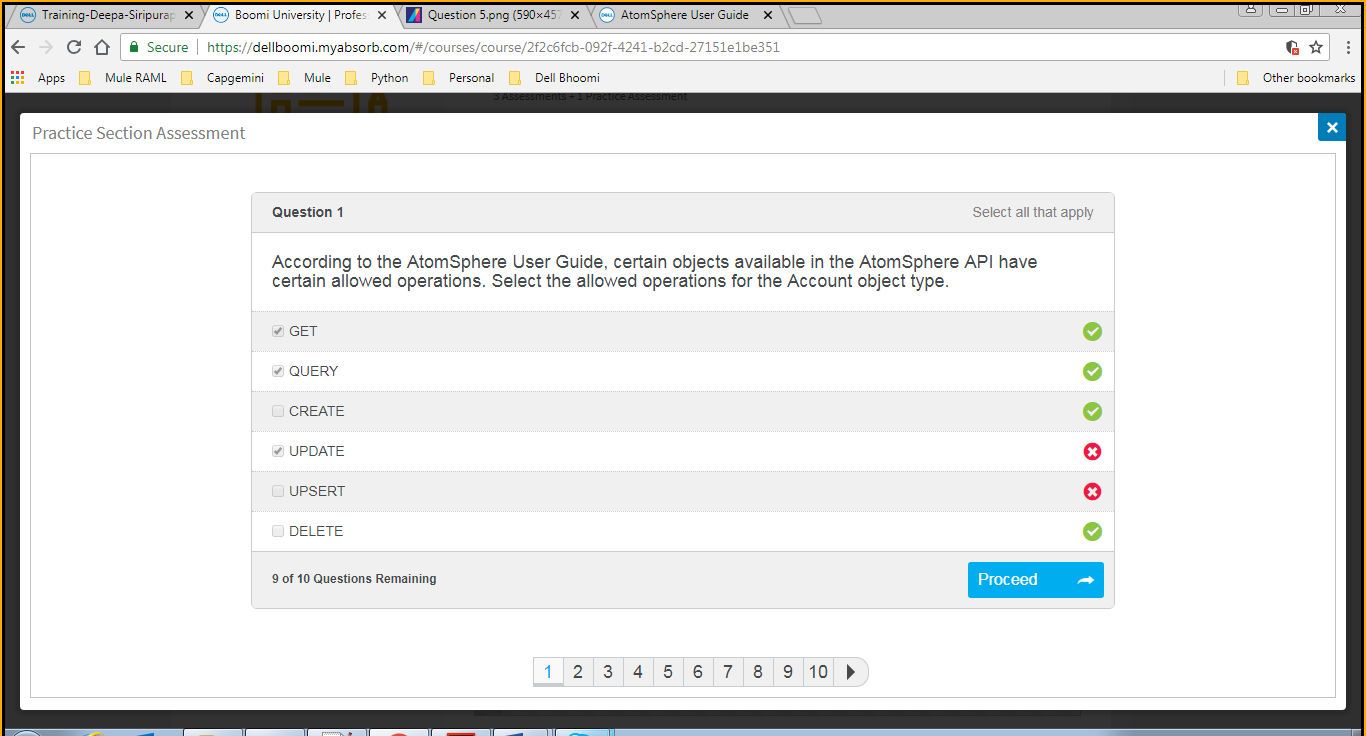 Training-Deepa-Siripurap
Boomi University | Profes
Question 5.png (590×457
AtomSphere User Guide
Secure
https://dellboomi.myabsorb.com/#/courses/course/2f2c6fcb-092f-4241-b2cd-27151e1be351
Apps Mule RAML Capgemini Mule Python Personal Dell Bhoomi Other bookmarks
3 Assessments – 1 Practice Assessment
Practice Section Assessment
Question 1 Select all that apply
According to the AtomSphere User Guide, certain objects available in the AtomSphere API have
certain allowed operations. Select the allowed operations for the Account object type.
GET
QUERY
CREATE
UPDATE
UPSERT
DELETE
9 of 10 Questions Remaining
Proceed
1 2 3 4 5 6 7 8 9 10